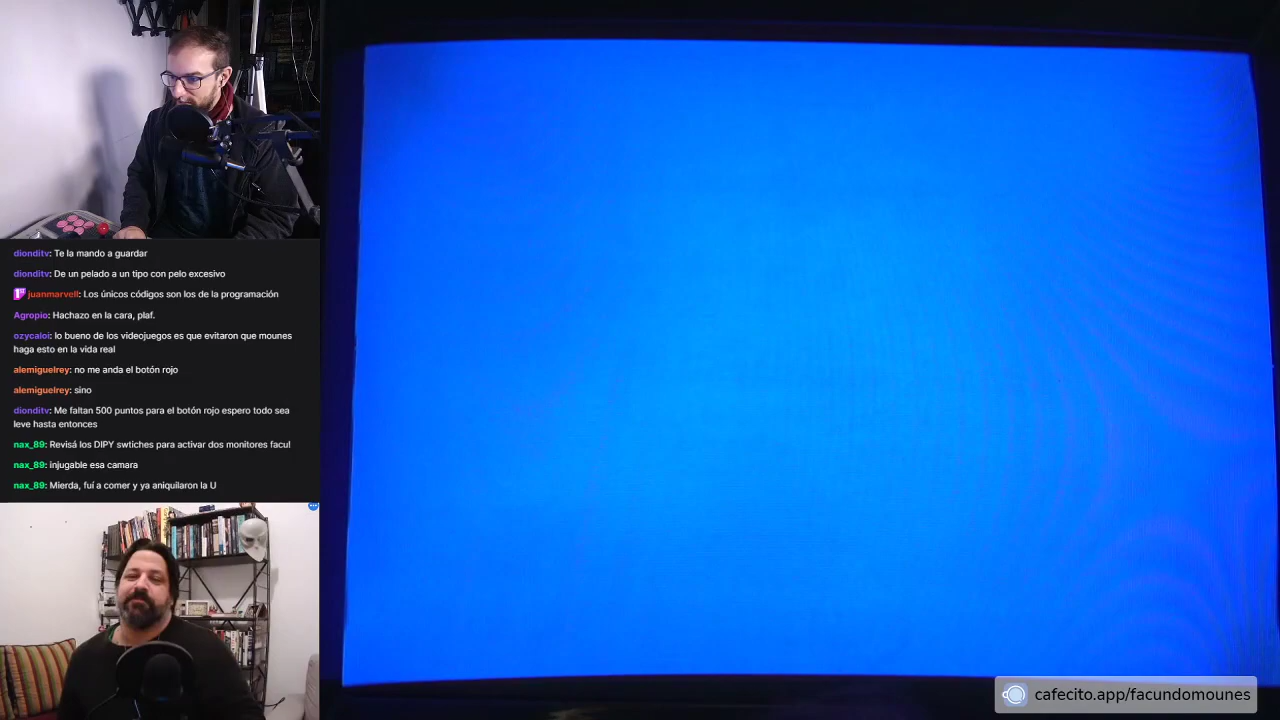 dionditv: Te la mando a guardar
dionditv: De un pelado a un tipo con pelo excesivo
juanmarvell: Los únicos códigos son los de la programación
Agropio: Hachazo en la cara, plaf.
ozycaloi: lo bueno de los videojuegos es que evitaron que mounes
haga esto en la vida real
alemiguelrey: no me anda el botón rojo
alemiguelrey: sino
dionditv: Me faltan 500 puntos para el botón rojo espero todo sea
leve hasta entonces
nax_89: Revisá los DIPY swtiches para activar dos monitores facu!
nax_89: injugable esa camara
nax_89: Mierda, fuí a comer y ya aniquilaron la U
cafecito.app/facundomounes